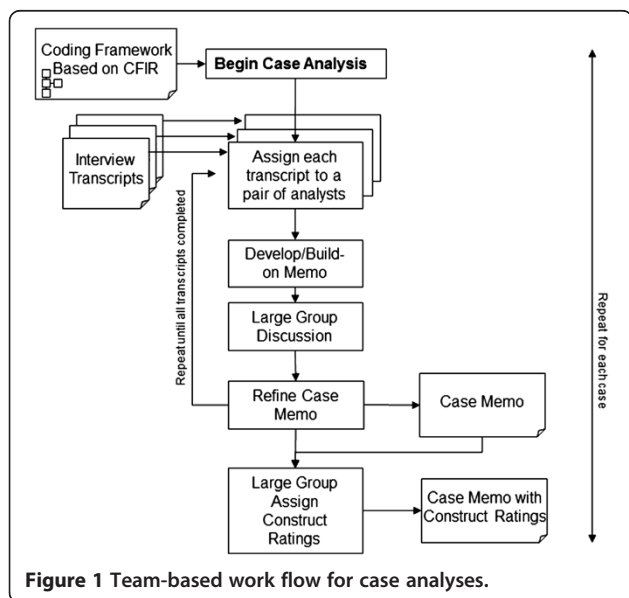 Coding Framework
Based on CFIR
Begin Case Analysis
Interview
Transcripts
Assign each
transcript to a
pair of analysts
Repeat until all transcripts completed
Develop/Build-
on Memo
Large Group
Discussion
Refine Case
Memo
Case Memo
Large Group
Assign
Construct
Ratings
Case Memo with
Construct Ratings
Repeat for each case
Figure 1 Team-based work flow for case analyses.